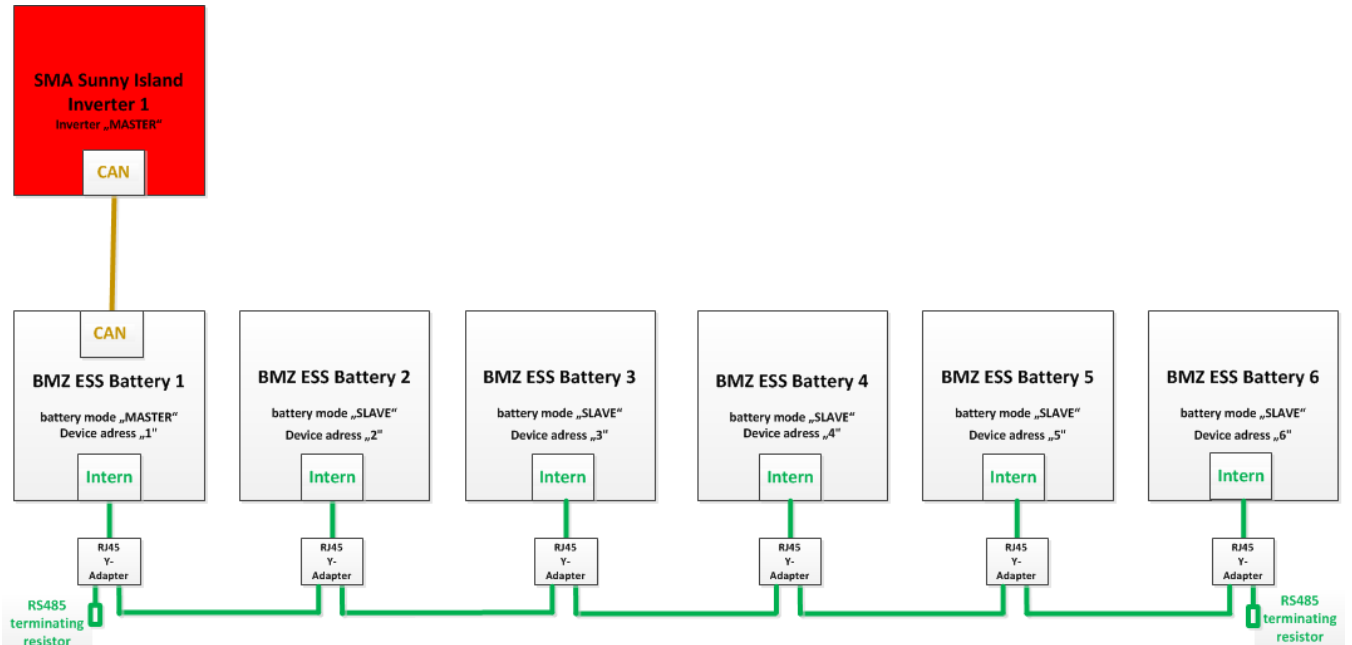 SMA Sunny Island
Inverter 1
Inverter „MASTER“
CAN
CAN
BMZ ESS Battery 1
battery mode „MASTER“
Device adress „1"
Intern
BMZ ESS Battery 2
battery mode „SLAVE“
Device adress „2"
Intern
BMZ ESS Battery 3
battery mode „SLAVE“
Device adress „3"
Intern
BMZ ESS Battery 4
battery mode „SLAVE“
Device adress „4"
Intern
BMZ ESS Battery 5
battery mode „SLAVE“
Device adress „5"
Intern
BMZ ESS Battery 6
battery mode „SLAVE“
Device adress „6"
Intern
RJ45
Y-
Adapter
RJ45
Y-
Adapter
RJ45
Y-
Adapter
RJ45
Y-
Adapter
RJ45
Y-
Adapter
RJ45
Y-
Adapter
RS485
terminating
resistor
RS485
terminating
resistor